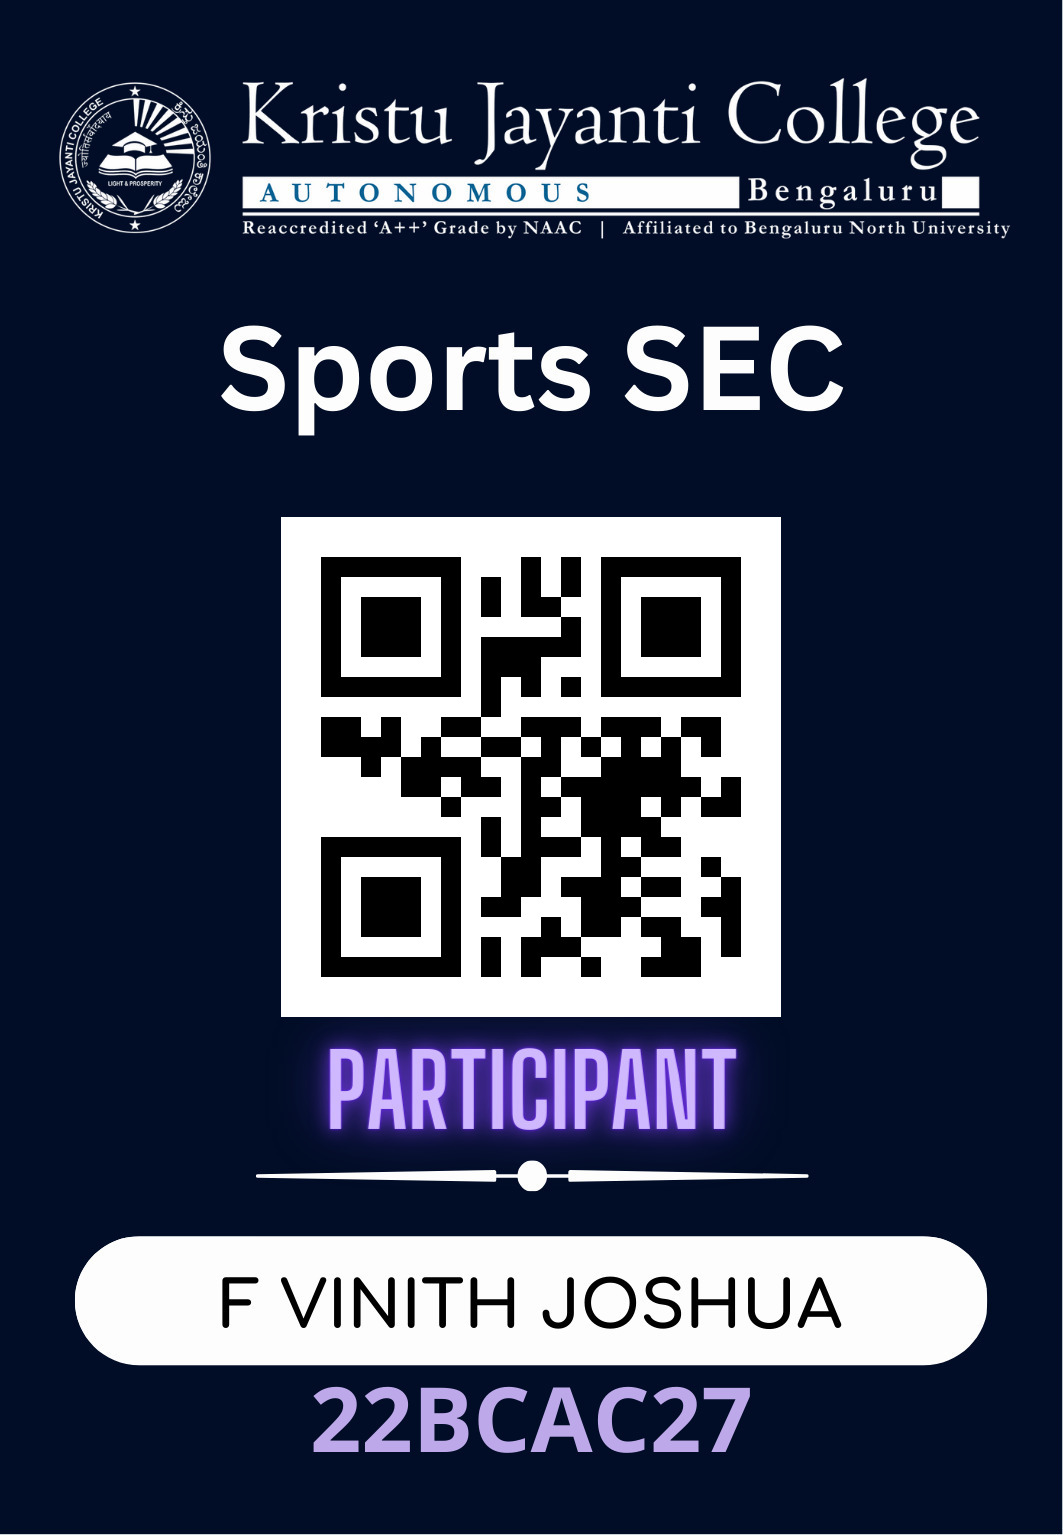 KRISTU JAYANTI COLLEGE
ಕ್ರಿಸ್ತು ಜಯಂತಿ ಕಾಲೇಜು
LIGHT & PROSPERITY
Kristu Jayanti College
AUTONOMOUS Bengaluru
Reaccredited ‘A++’ Grade by NAAC | Affiliated to Bengaluru North University
Sports SEC
PARTICIPANT
F VINITH JOSHUA
22BCAC27